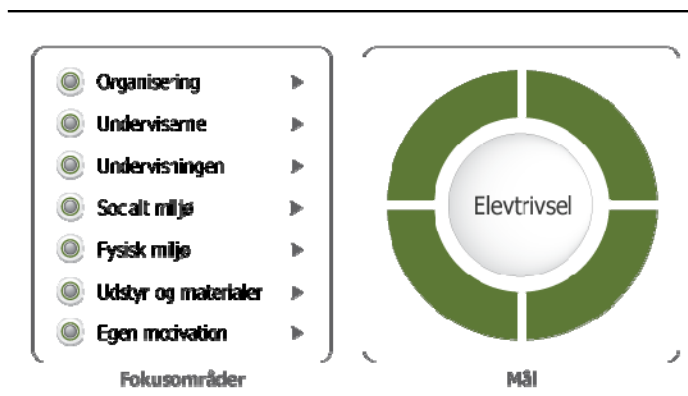 Organisering
Underviserne
Undervisningen
Socialt miljø
Fysisk miljø
Udstyr og materialer
Egen motivation
Fokusområder
Elevtrivsel
Mål